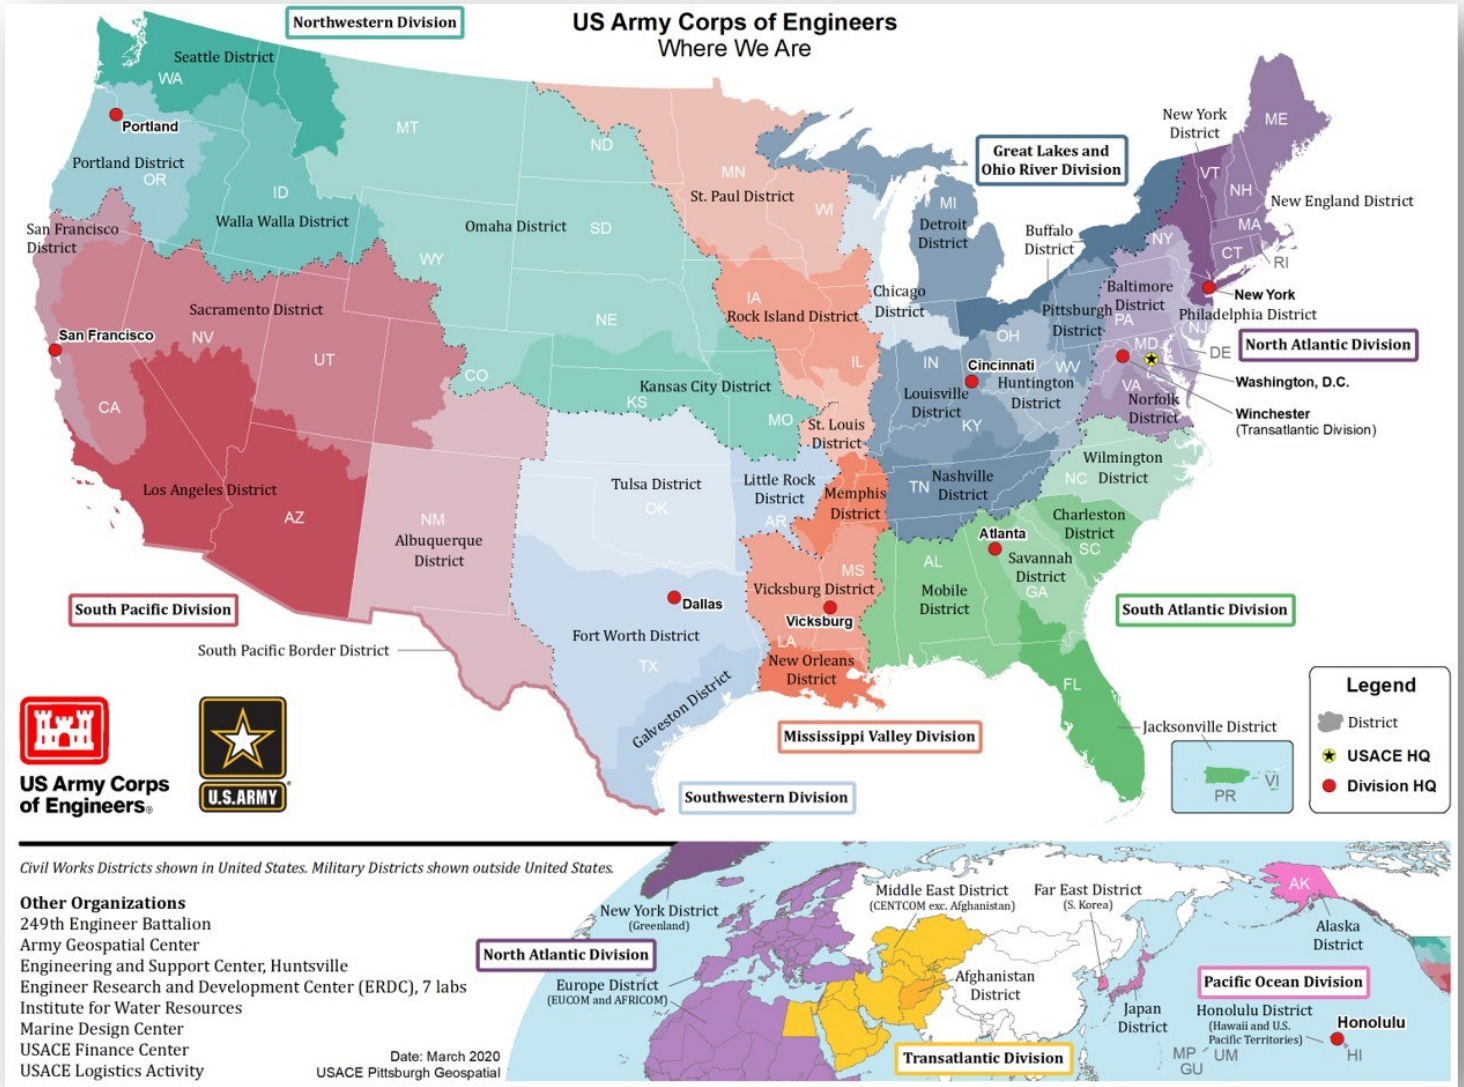 US Army Corps of Engineers
Where We Are
Northwestern Division
Seattle District
WA
Portland
Portland District
OR
MT
ID
Walla Walla District
ND
Omaha District
SD
WY
NE
MN
St. Paul District
WI
Great Lakes and
Ohio River Division
MI
Detroit
District
Buffalo
District
New York
District
ME
VT
NH
New England District
MA
NY
CT
RI
San Francisco
District
Sacramento District
San Francisco
NV
UT
CA
CO
Kansas City District
KS
MO
IA
Rock Island District
IL
Chicago
District
IN
OH
Pittsburgh
District
Baltimore
District
PA
New York
Philadelphia District
NJ
North Atlantic Division
MD
DE
Washington, D.C.
Cincinnati
Louisville
District
Huntington
District
WV
VA
Norfolk
District
Winchester
(Transatlantic Division)
KY
St. Louis
District
Los Angeles District
AZ
NM
Albuquerque
District
Tulsa District
OK
Little Rock
District
AR
Memphis
District
TN
Nashville
District
Wilmington
District
NC
Charleston
District
SC
Atlanta
Savannah
District
GA
AL
Mobile
District
MS
Vicksburg District
Vicksburg
LA
New Orleans
District
South Pacific Division
Dallas
Fort Worth District
TX
Galveston District
South Pacific Border District
South Atlantic Division
FL
Jacksonville District
PR
VI
Mississippi Valley Division
Southwestern Division
Legend
District
USACE HQ
Division HQ
US Army Corps
of Engineers®
U.S.ARMY
Civil Works Districts shown in United States. Military Districts shown outside United States.
Other Organizations
249th Engineer Battalion
Army Geospatial Center
Engineering and Support Center, Huntsville
Engineer Research and Development Center (ERDC), 7 labs
Institute for Water Resources
Marine Design Center
USACE Finance Center
USACE Logistics Activity
Date: March 2020
USACE Pittsburgh Geospatial
New York District
(Greenland)
North Atlantic Division
Europe District
(EUCOM and AFRICOM)
Middle East District
(CENTCOM exc. Afghanistan)
Far East District
(S. Korea)
Afghanistan
District
Transatlantic Division
Japan
District
AK
Alaska
District
Pacific Ocean Division
Honolulu District
(Hawaii and U.S.
Pacific Territories)
Honolulu
HI
MP
GU
UM